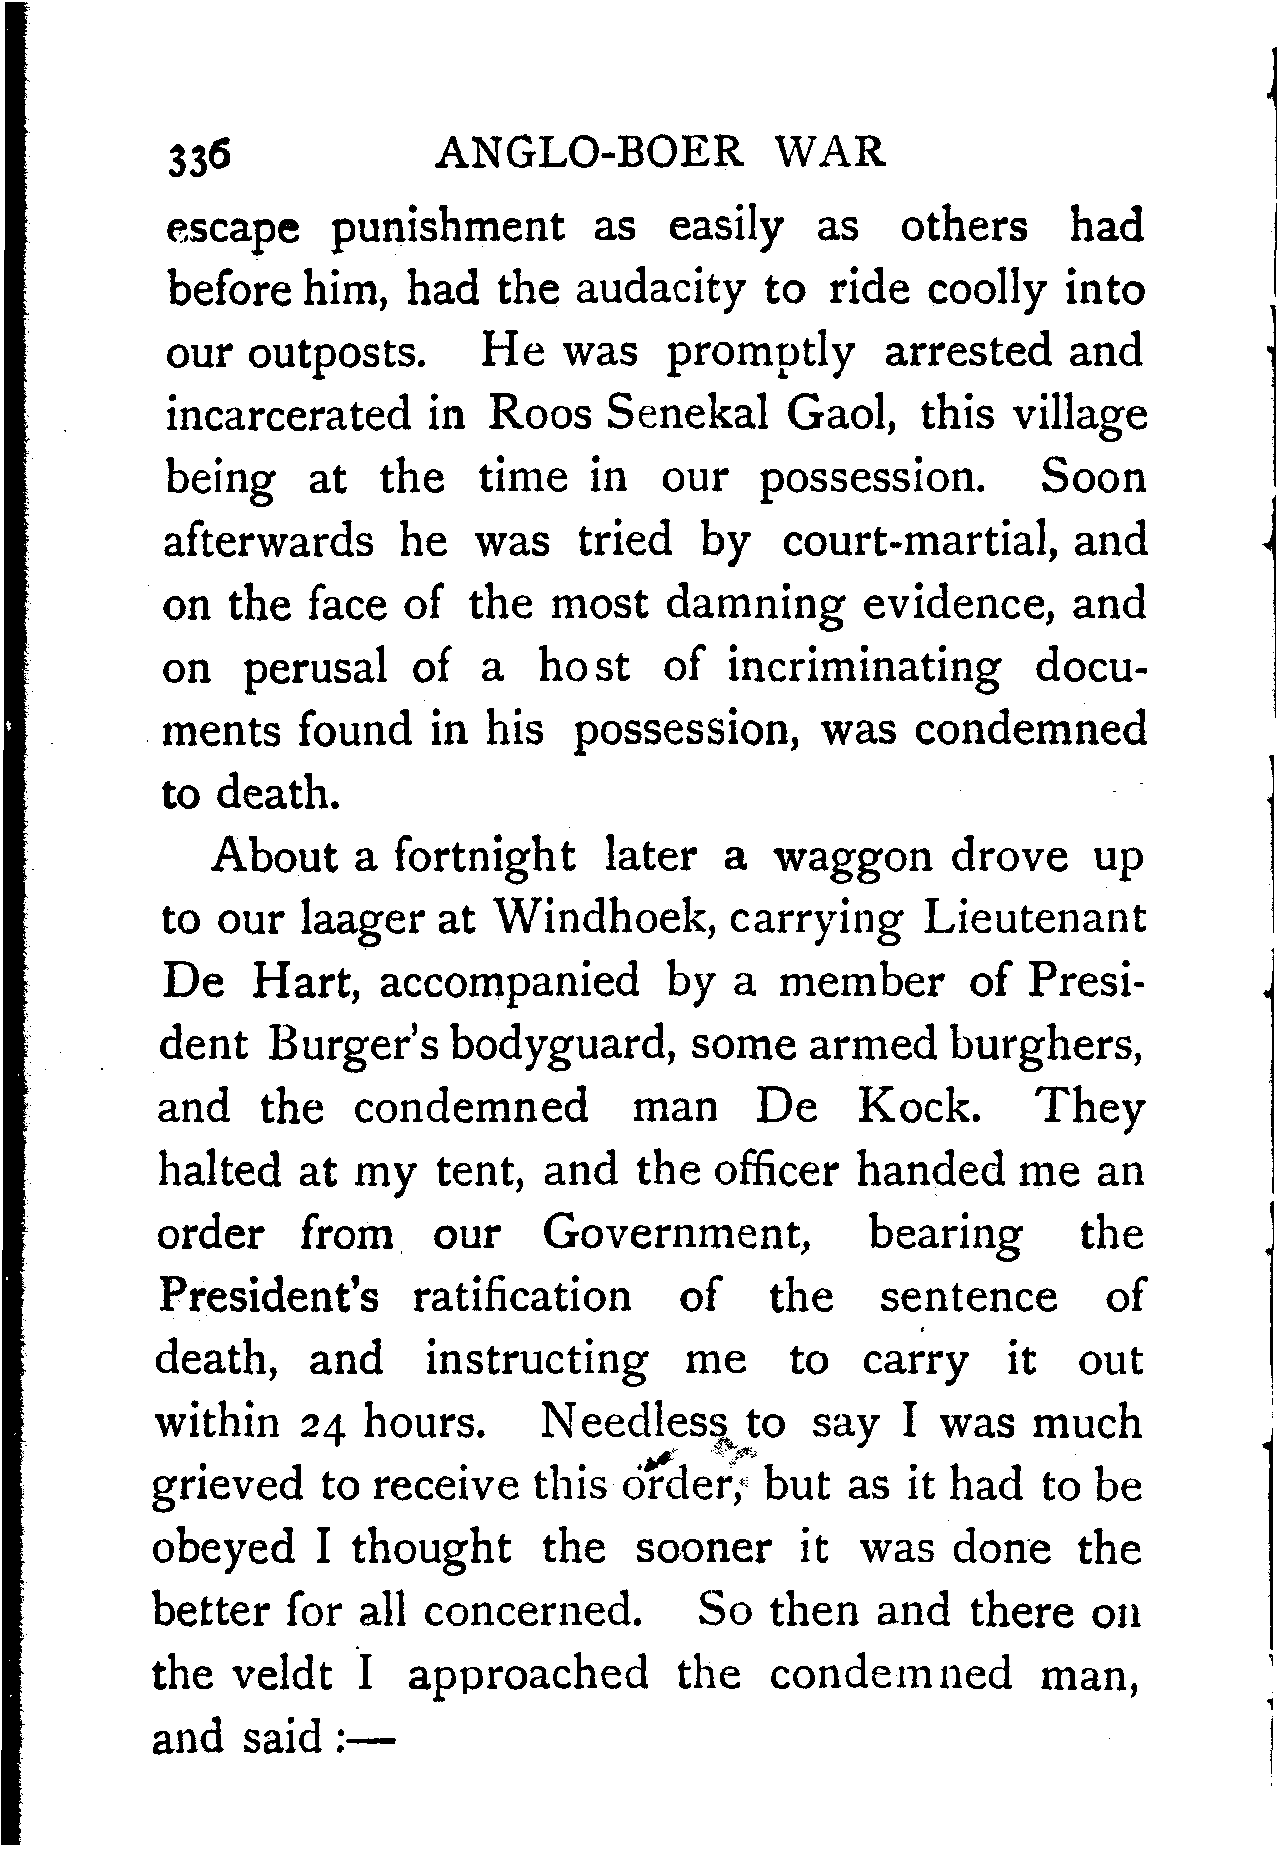 336 ANGLO-BOER WAR
escape punishment as easily as others had
before him, had the audacity to ride coolly into
our outposts. He was promptly arrested and
incarcerated in Roos Senekal Gaol, this village
being at the time in our possession. Soon
afterwards he was tried by court-martial, and
on the face of the most damning evidence, and
on perusal of a host of incriminating docu-
ments found in his possession, was condemned
to death.
About a fortnight later a waggon drove up
to our laager at Windhoek, carrying Lieutenant
De Hart, accompanied by a member of Presi-
dent Burger's bodyguard, some armed burghers,
and the condemned man De Kock. They
halted at my tent, and the officer handed me an
order from our Government, bearing the
President's ratification of the sentence of
death, and instructing me to carry it out
within 24 hours. Needless to say I was much
grieved to receive this order, but as it had to be
obeyed I thought the sooner it was done the
better for all concerned. So then and there on
the veldt I approached the condemned man,
and said :—